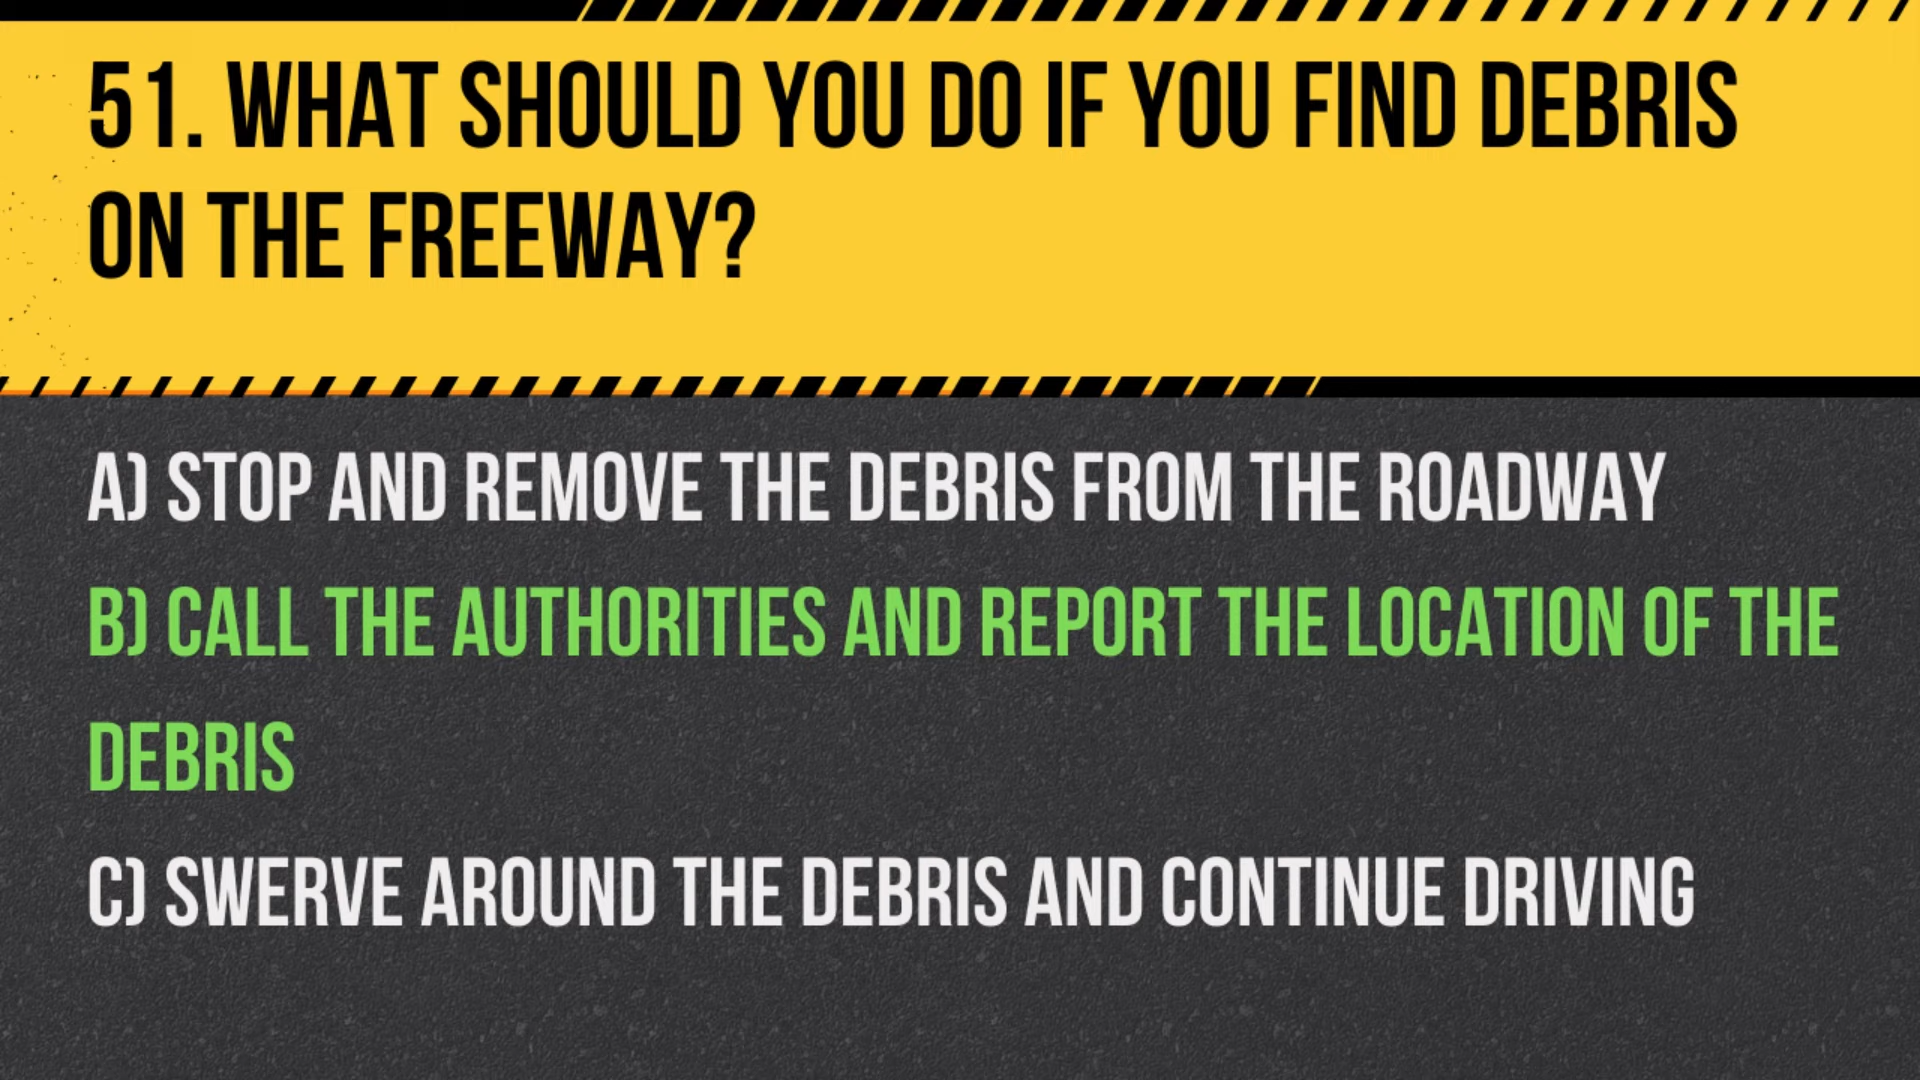 51. WHAT SHOULD YOU DO IF YOU FIND DEBRIS
ON THE FREEWAY?
A) STOP AND REMOVE THE DEBRIS FROM THE ROADWAY
B) CALL THE AUTHORITIES AND REPORT THE LOCATION OF THE
DEBRIS
C) SWERVE AROUND THE DEBRIS AND CONTINUE DRIVING